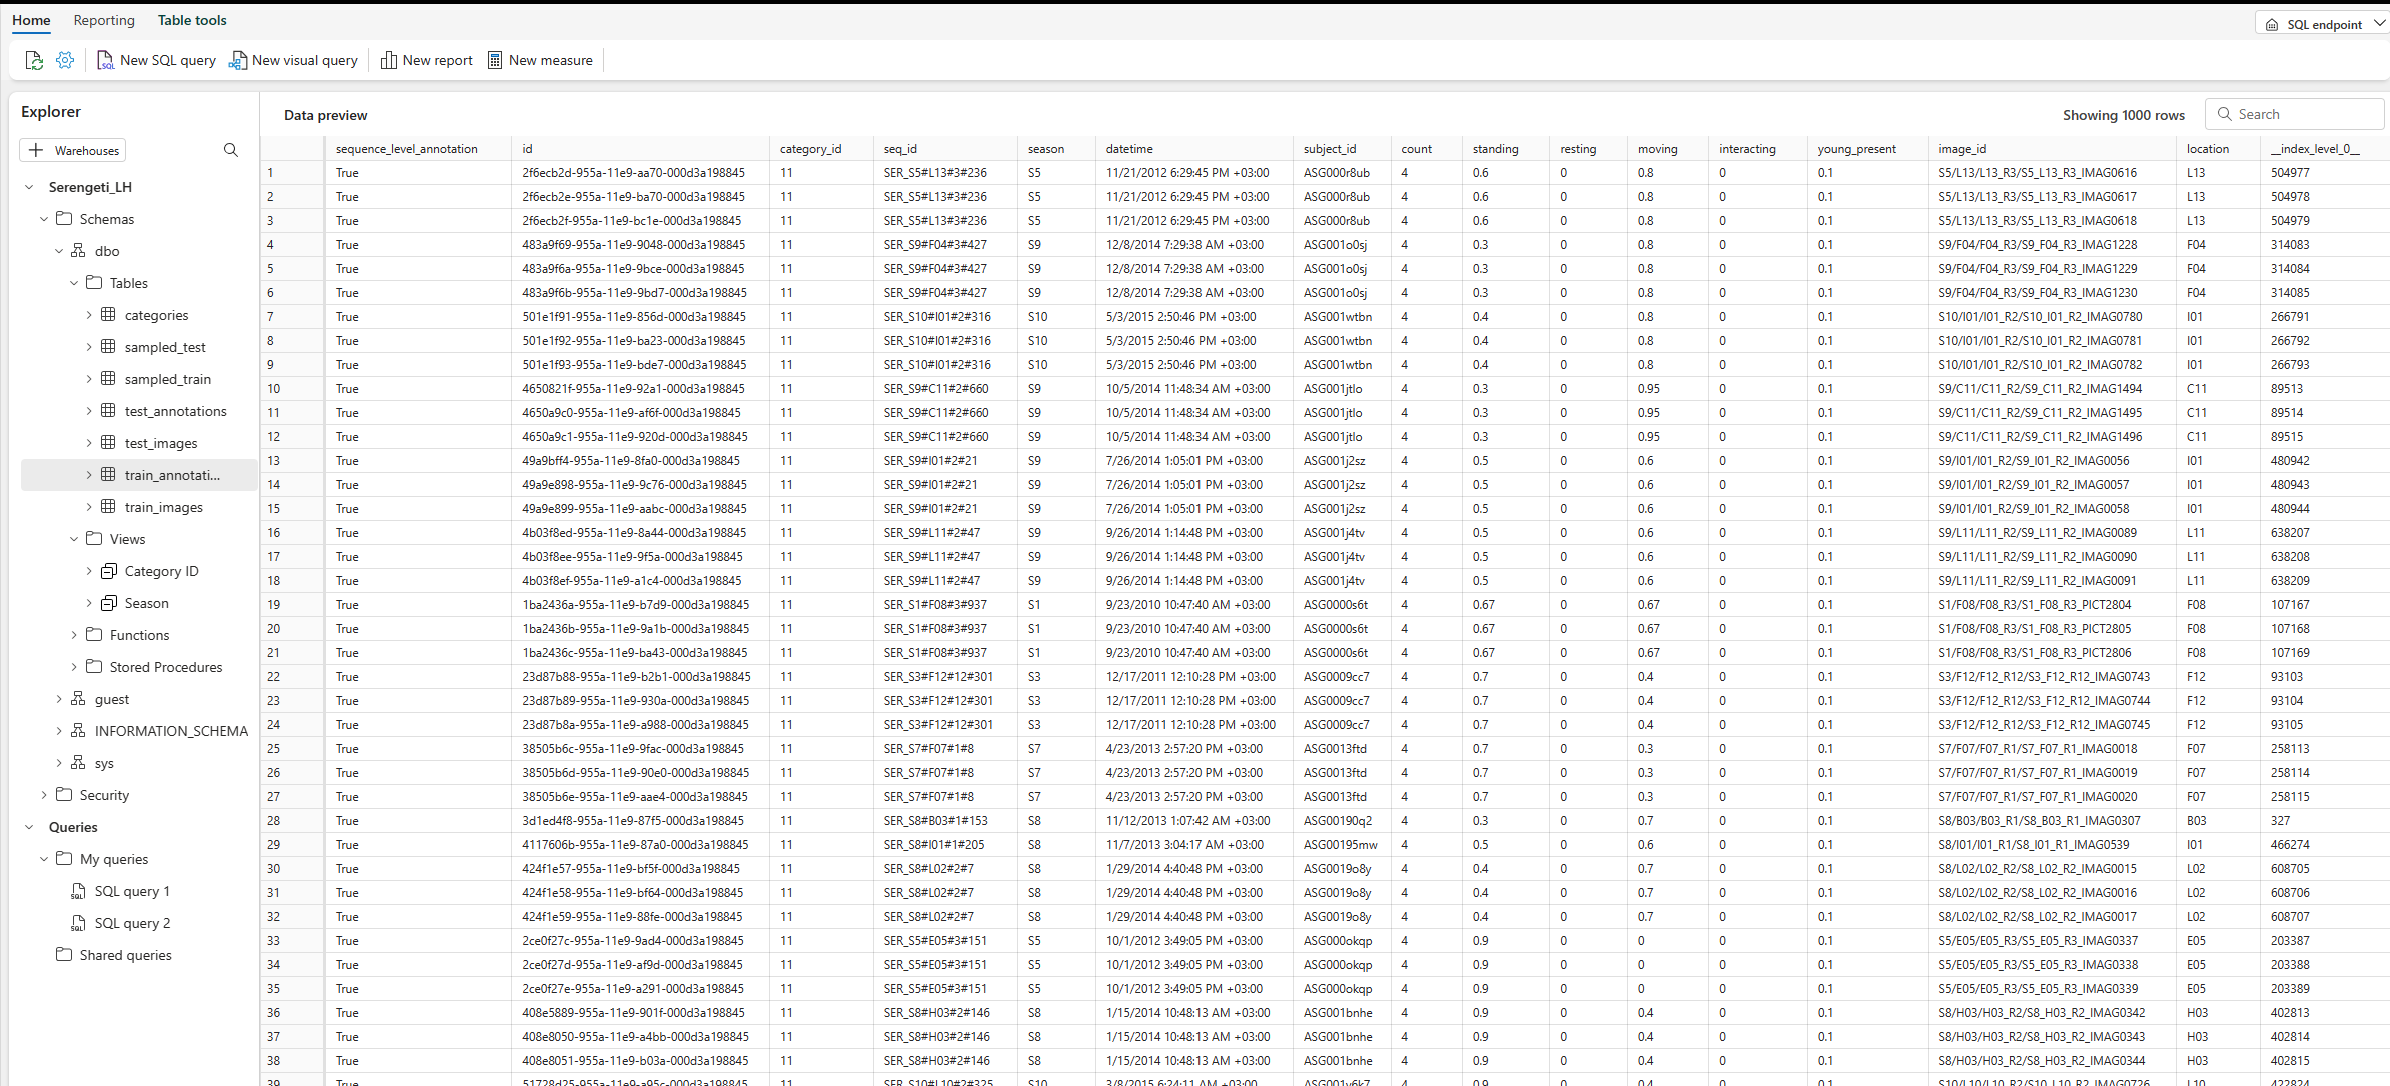 Home Reporting Table tools
SQL endpoint
New SQL query New visual query New report New measure
Explorer
Warehouses
Serengeti_LH
Schemas
dbo
Tables
categories
sampled_test
sampled_train
test_annotations
test_images
train_annotati...
train_images
Views
Category ID
Season
Functions
Stored Procedures
guest
INFORMATION_SCHEMA
sys
Security
Queries
My queries
SQL query 1
SQL query 2
Shared queries
Data preview
Showing 1000 rows
Search
sequence_level_annotation id category_id seq_id season datetime subject_id count standing resting moving interacting young_present image_id location __index_level_0__
1 True 2f6ecb2d-955a-11e9-aa70-000d3a198845 11 SER_S5#L13#3#236 S5 11/21/2012 6:29:45 PM +03:00 ASG000r8ub 4 0.6 0 0.8 0 0.1 S5/L13/L13_R3/S5_L13_R3_IMAG0616 L13 504977
2 True 2f6ecb2e-955a-11e9-ba70-000d3a198845 11 SER_S5#L13#3#236 S5 11/21/2012 6:29:45 PM +03:00 ASG000r8ub 4 0.6 0 0.8 0 0.1 S5/L13/L13_R3/S5_L13_R3_IMAG0617 L13 504978
3 True 2f6ecb2f-955a-11e9-bc1e-000d3a198845 11 SER_S5#L13#3#236 S5 11/21/2012 6:29:45 PM +03:00 ASG000r8ub 4 0.6 0 0.8 0 0.1 S5/L13/L13_R3/S5_L13_R3_IMAG0618 L13 504979
4 True 483a9f69-955a-11e9-9048-000d3a198845 11 SER_S9#F04#3#427 S9 12/8/2014 7:29:38 AM +03:00 ASG001o0sj 4 0.3 0 0.8 0 0.1 S9/F04/F04_R3/S9_F04_R3_IMAG1228 F04 314083
5 True 483a9f6a-955a-11e9-9bce-000d3a198845 11 SER_S9#F04#3#427 S9 12/8/2014 7:29:38 AM +03:00 ASG001o0sj 4 0.3 0 0.8 0 0.1 S9/F04/F04_R3/S9_F04_R3_IMAG1229 F04 314084
6 True 483a9f6b-955a-11e9-9bd7-000d3a198845 11 SER_S9#F04#3#427 S9 12/8/2014 7:29:38 AM +03:00 ASG001o0sj 4 0.3 0 0.8 0 0.1 S9/F04/F04_R3/S9_F04_R3_IMAG1230 F04 314085
7 True 501e1f91-955a-11e9-856d-000d3a198845 11 SER_S10#I01#2#316 S10 5/3/2015 2:50:46 PM +03:00 ASG001wtbn 4 0.4 0 0.8 0 0.1 S10/I01/I01_R2/S10_I01_R2_IMAG0780 I01 266791
8 True 501e1f92-955a-11e9-ba23-000d3a198845 11 SER_S10#I01#2#316 S10 5/3/2015 2:50:46 PM +03:00 ASG001wtbn 4 0.4 0 0.8 0 0.1 S10/I01/I01_R2/S10_I01_R2_IMAG0781 I01 266792
9 True 501e1f93-955a-11e9-bde7-000d3a198845 11 SER_S10#I01#2#316 S10 5/3/2015 2:50:46 PM +03:00 ASG001wtbn 4 0.4 0 0.8 0 0.1 S10/I01/I01_R2/S10_I01_R2_IMAG0782 I01 266793
10 True 4650821f-955a-11e9-92a1-000d3a198845 11 SER_S9#C11#2#660 S9 10/5/2014 11:48:34 AM +03:00 ASG001jtlo 4 0.3 0 0.95 0 0.1 S9/C11/C11_R2/S9_C11_R2_IMAG1494 C11 89513
11 True 4650a9c0-955a-11e9-af6f-000d3a198845 11 SER_S9#C11#2#660 S9 10/5/2014 11:48:34 AM +03:00 ASG001jtlo 4 0.3 0 0.95 0 0.1 S9/C11/C11_R2/S9_C11_R2_IMAG1495 C11 89514
12 True 4650a9c1-955a-11e9-920d-000d3a198845 11 SER_S9#C11#2#660 S9 10/5/2014 11:48:34 AM +03:00 ASG001jtlo 4 0.3 0 0.95 0 0.1 S9/C11/C11_R2/S9_C11_R2_IMAG1496 C11 89515
13 True 49a9bff4-955a-11e9-8fa0-000d3a198845 11 SER_S9#I01#2#21 S9 7/26/2014 1:05:01 PM +03:00 ASG001j2sz 4 0.5 0 0.6 0 0.1 S9/I01/I01_R2/S9_I01_R2_IMAG0056 I01 480942
14 True 49a9e898-955a-11e9-9c76-000d3a198845 11 SER_S9#I01#2#21 S9 7/26/2014 1:05:01 PM +03:00 ASG001j2sz 4 0.5 0 0.6 0 0.1 S9/I01/I01_R2/S9_I01_R2_IMAG0057 I01 480943
15 True 49a9e899-955a-11e9-aabc-000d3a198845 11 SER_S9#I01#2#21 S9 7/26/2014 1:05:01 PM +03:00 ASG001j2sz 4 0.5 0 0.6 0 0.1 S9/I01/I01_R2/S9_I01_R2_IMAG0058 I01 480944
16 True 4b03f8ed-955a-11e9-8a44-000d3a198845 11 SER_S9#L11#2#47 S9 9/26/2014 1:14:48 PM +03:00 ASG001j4tv 4 0.5 0 0.6 0 0.1 S9/L11/L11_R2/S9_L11_R2_IMAG0089 L11 638207
17 True 4b03f8ee-955a-11e9-9f5a-000d3a198845 11 SER_S9#L11#2#47 S9 9/26/2014 1:14:48 PM +03:00 ASG001j4tv 4 0.5 0 0.6 0 0.1 S9/L11/L11_R2/S9_L11_R2_IMAG0090 L11 638208
18 True 4b03f8ef-955a-11e9-a1c4-000d3a198845 11 SER_S9#L11#2#47 S9 9/26/2014 1:14:48 PM +03:00 ASG001j4tv 4 0.5 0 0.6 0 0.1 S9/L11/L11_R2/S9_L11_R2_IMAG0091 L11 638209
19 True 1ba2436a-955a-11e9-b7d9-000d3a198845 11 SER_S1#F08#3#937 S1 9/23/2010 10:47:40 AM +03:00 ASG0000s6t 4 0.67 0 0.67 0 0.1 S1/F08/F08_R3/S1_F08_R3_PICT2804 F08 107167
20 True 1ba2436b-955a-11e9-9a1b-000d3a198845 11 SER_S1#F08#3#937 S1 9/23/2010 10:47:40 AM +03:00 ASG0000s6t 4 0.67 0 0.67 0 0.1 S1/F08/F08_R3/S1_F08_R3_PICT2805 F08 107168
21 True 1ba2436c-955a-11e9-ba43-000d3a198845 11 SER_S1#F08#3#937 S1 9/23/2010 10:47:40 AM +03:00 ASG0000s6t 4 0.67 0 0.67 0 0.1 S1/F08/F08_R3/S1_F08_R3_PICT2806 F08 107169
22 True 23d87b88-955a-11e9-b2b1-000d3a198845 11 SER_S3#F12#12#301 S3 12/17/2011 12:10:28 PM +03:00 ASG0009cc7 4 0.7 0 0.4 0 0.1 S3/F12/F12_R12/S3_F12_R12_IMAG0743 F12 93103
23 True 23d87b89-955a-11e9-930a-000d3a198845 11 SER_S3#F12#12#301 S3 12/17/2011 12:10:28 PM +03:00 ASG0009cc7 4 0.7 0 0.4 0 0.1 S3/F12/F12_R12/S3_F12_R12_IMAG0744 F12 93104
24 True 23d87b8a-955a-11e9-a988-000d3a198845 11 SER_S3#F12#12#301 S3 12/17/2011 12:10:28 PM +03:00 ASG0009cc7 4 0.7 0 0.4 0 0.1 S3/F12/F12_R12/S3_F12_R12_IMAG0745 F12 93105
25 True 38505b6c-955a-11e9-9fac-000d3a198845 11 SER_S7#F07#1#8 S7 4/23/2013 2:57:20 PM +03:00 ASG0013ftd 4 0.7 0 0.3 0 0.1 S7/F07/F07_R1/S7_F07_R1_IMAG0018 F07 258113
26 True 38505b6d-955a-11e9-90e0-000d3a198845 11 SER_S7#F07#1#8 S7 4/23/2013 2:57:20 PM +03:00 ASG0013ftd 4 0.7 0 0.3 0 0.1 S7/F07/F07_R1/S7_F07_R1_IMAG0019 F07 258114
27 True 38505b6e-955a-11e9-aae4-000d3a198845 11 SER_S7#F07#1#8 S7 4/23/2013 2:57:20 PM +03:00 ASG0013ftd 4 0.7 0 0.3 0 0.1 S7/F07/F07_R1/S7_F07_R1_IMAG0020 F07 258115
28 True 3d1ed4f8-955a-11e9-87f5-000d3a198845 11 SER_S8#B03#1#153 S8 11/12/2013 1:07:42 AM +03:00 ASG00190q2 4 0.3 0 0.7 0 0.1 S8/B03/B03_R1/S8_B03_R1_IMAG0307 B03 327
29 True 4117606b-955a-11e9-87a0-000d3a198845 11 SER_S8#I01#1#205 S8 11/7/2013 3:04:17 AM +03:00 ASG00195mw 4 0.5 0 0.6 0 0.1 S8/I01/I01_R1/S8_I01_R1_IMAG0539 I01 466274
30 True 424f1e57-955a-11e9-bf5f-000d3a198845 11 SER_S8#L02#2#7 S8 1/29/2014 4:40:48 PM +03:00 ASG0019o8y 4 0.4 0 0.7 0 0.1 S8/L02/L02_R2/S8_L02_R2_IMAG0015 L02 608705
31 True 424f1e58-955a-11e9-bf64-000d3a198845 11 SER_S8#L02#2#7 S8 1/29/2014 4:40:48 PM +03:00 ASG0019o8y 4 0.4 0 0.7 0 0.1 S8/L02/L02_R2/S8_L02_R2_IMAG0016 L02 608706
32 True 424f1e59-955a-11e9-88fe-000d3a198845 11 SER_S8#L02#2#7 S8 1/29/2014 4:40:48 PM +03:00 ASG0019o8y 4 0.4 0 0.7 0 0.1 S8/L02/L02_R2/S8_L02_R2_IMAG0017 L02 608707
33 True 2ce0f27c-955a-11e9-9ad4-000d3a198845 11 SER_S5#E05#3#151 S5 10/1/2012 3:49:05 PM +03:00 ASG000okqp 4 0.9 0 0 0 0.1 S5/E05/E05_R3/S5_E05_R3_IMAG0337 E05 203387
34 True 2ce0f27d-955a-11e9-af9d-000d3a198845 11 SER_S5#E05#3#151 S5 10/1/2012 3:49:05 PM +03:00 ASG000okqp 4 0.9 0 0 0 0.1 S5/E05/E05_R3/S5_E05_R3_IMAG0338 E05 203388
35 True 2ce0f27e-955a-11e9-a291-000d3a198845 11 SER_S5#E05#3#151 S5 10/1/2012 3:49:05 PM +03:00 ASG000okqp 4 0.9 0 0 0 0.1 S5/E05/E05_R3/S5_E05_R3_IMAG0339 E05 203389
36 True 408e5889-955a-11e9-901f-000d3a198845 11 SER_S8#H03#2#146 S8 1/15/2014 10:48:13 AM +03:00 ASG001bnhe 4 0.9 0 0.4 0 0.1 S8/H03/H03_R2/S8_H03_R2_IMAG0342 H03 402813
37 True 408e8050-955a-11e9-a4bb-000d3a198845 11 SER_S8#H03#2#146 S8 1/15/2014 10:48:13 AM +03:00 ASG001bnhe 4 0.9 0 0.4 0 0.1 S8/H03/H03_R2/S8_H03_R2_IMAG0343 H03 402814
38 True 408e8051-955a-11e9-b03a-000d3a198845 11 SER_S8#H03#2#146 S8 1/15/2014 10:48:13 AM +03:00 ASG001bnhe 4 0.9 0 0.4 0 0.1 S8/H03/H03_R2/S8_H03_R2_IMAG0344 H03 402815
39 True 51728d25-955a-11e9-a95c-000d3a198845 11 SER_S10#L10#2#325 S10 3/8/2015 6:24:11 AM +03:00 ASG001v6k7 4 0.9 0 0.4 0 0.1 S10/L10/L10_R2/S10_L10_R2_IMAG0726 L10 422824